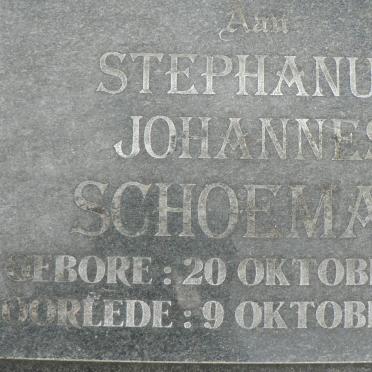 Aan
STEPHANU
JOHANNES
SCHOEMA
GEBORE : 20 OKTOB
OORLEDE : 9 OKTOB